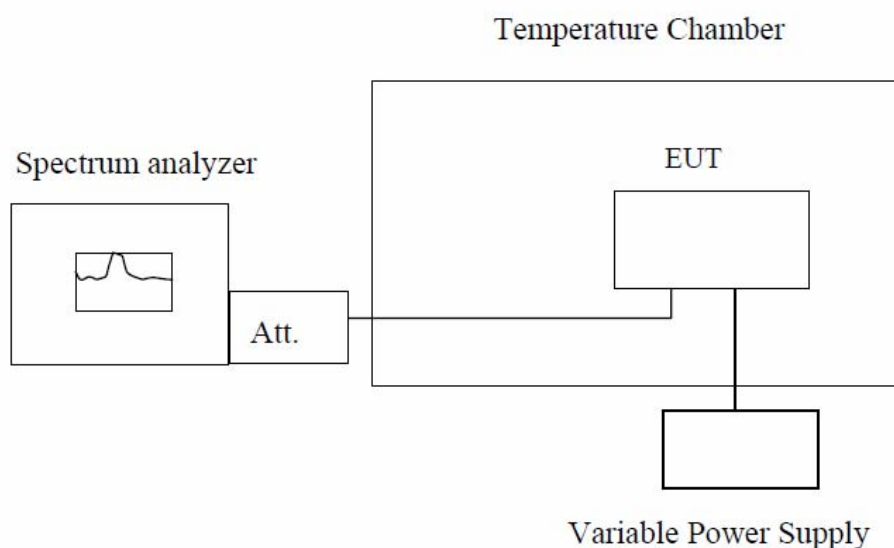 Temperature Chamber
Spectrum analyzer
EUT
Att.
Variable Power Supply